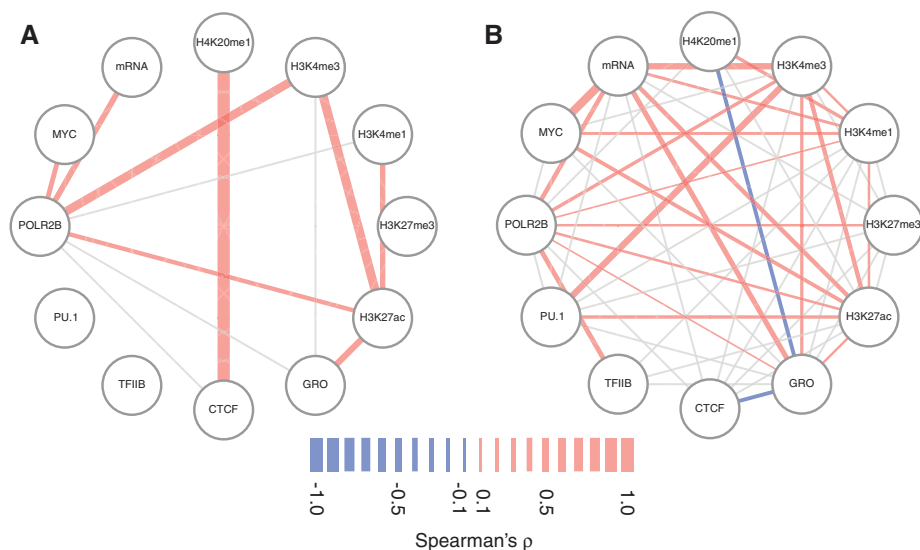 A
H4K20me1
mRNA
H3K4me3
MYC
H3K4me1
POLR2B
H3K27me3
PU.1
H3K27ac
TFIIB
GRO
CTCF
B
H4K20me1
mRNA
H3K4me3
MYC
H3K4me1
POLR2B
H3K27me3
PU.1
H3K27ac
TFIIB
GRO
CTCF
-1.0
-0.5
-0.1
0.1
0.5
1.0
Spearman's ρ